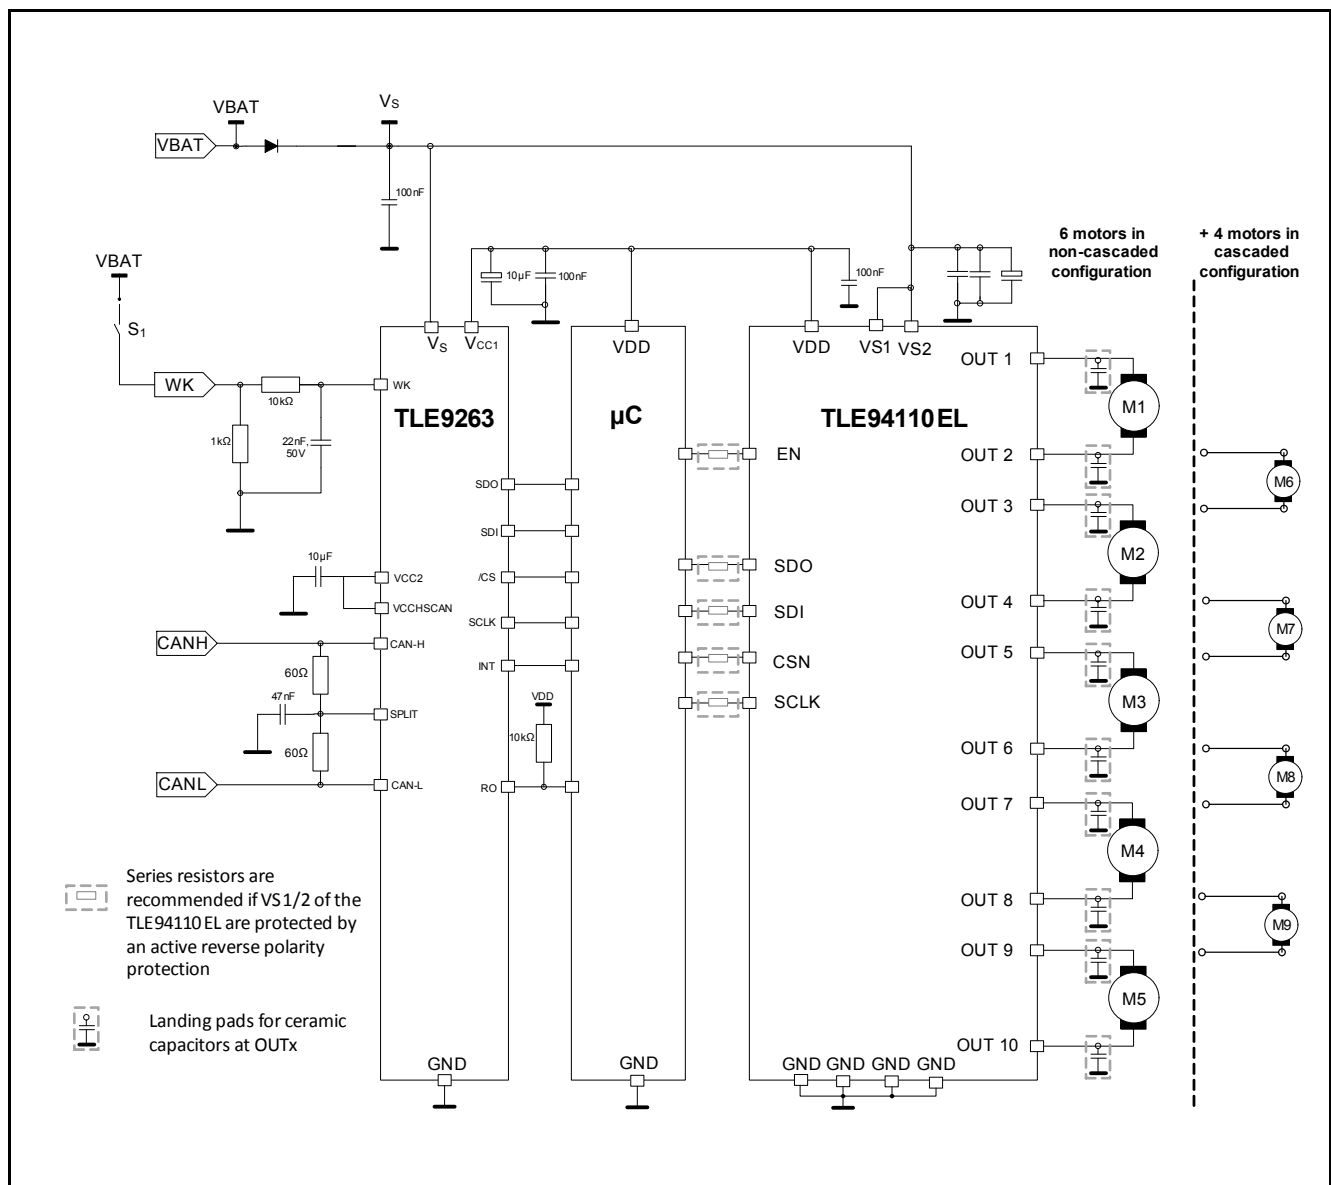 VBAT
VS
VBAT
100nF
6 motors in
non-cascaded
configuration
+ 4 motors in
cascaded
configuration
VBAT
10µF
100nF
100nF
S1
VS
VCC1
VDD
VDD
VS1
VS2
OUT 1
WK
10kΩ
WK
TLE9263
µC
TLE94110EL
M1
1kΩ
22nF,
50V
EN
OUT 2
M6
SDO
OUT 3
SDI
M2
10µF
VCC2
/CS
SDO
VCCHSCAN
SCLK
SDI
OUT 4
M7
CANH
CAN-H
INT
CSN
OUT 5
60Ω
47nF
VDD
SCLK
M3
SPLIT
10kΩ
60Ω
OUT 6
M8
CANL
CAN-L
RO
OUT 7
M4
Series resistors are
recommended if VS1/2 of the
TLE94110EL are protected by
an active reverse polarity
protection
OUT 8
M9
OUT 9
M5
Landing pads for ceramic
capacitors at OUTx
OUT 10
GND
GND
GND GND GND GND